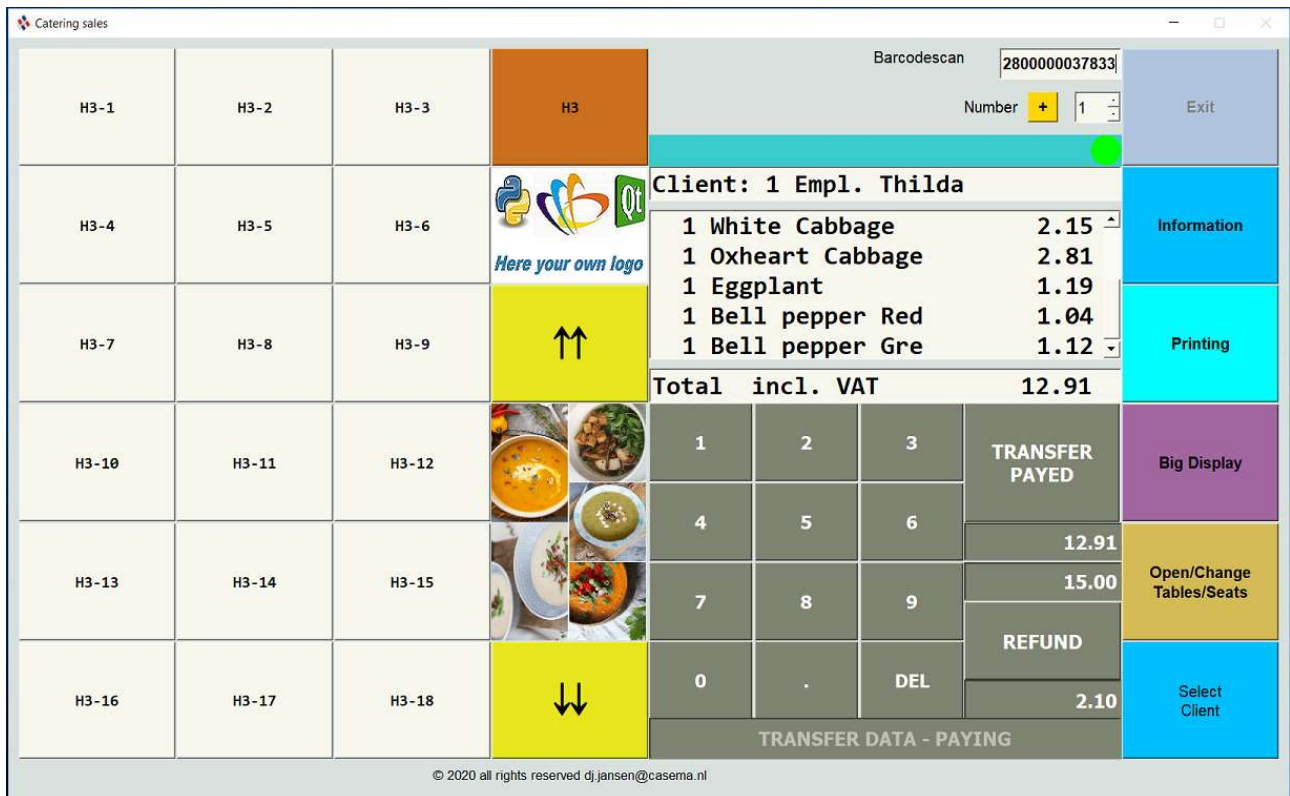 Catering sales
H3-1
H3-2
H3-3
H3
Barcodescan 2800000037833
Number + 1
Exit
H3-4
H3-5
H3-6
Qt
Here your own logo
Client: 1 Empl. Thilda
1 White Cabbage 2.15
1 Oxheart Cabbage 2.81
1 Eggplant 1.19
1 Bell pepper Red 1.04
1 Bell pepper Gre 1.12
Total incl. VAT 12.91
Information
H3-7
H3-8
H3-9
↑↑
Printing
H3-10
H3-11
H3-12
1
2
3
TRANSFER
PAYED
Big Display
4
5
6
12.91
H3-13
H3-14
H3-15
15.00
7
8
9
Open/Change
Tables/Seats
REFUND
H3-16
H3-17
H3-18
↓↓
0
.
DEL
2.10
Select
Client
TRANSFER DATA - PAYING
© 2020 all rights reserved dj.jansen@casema.nl